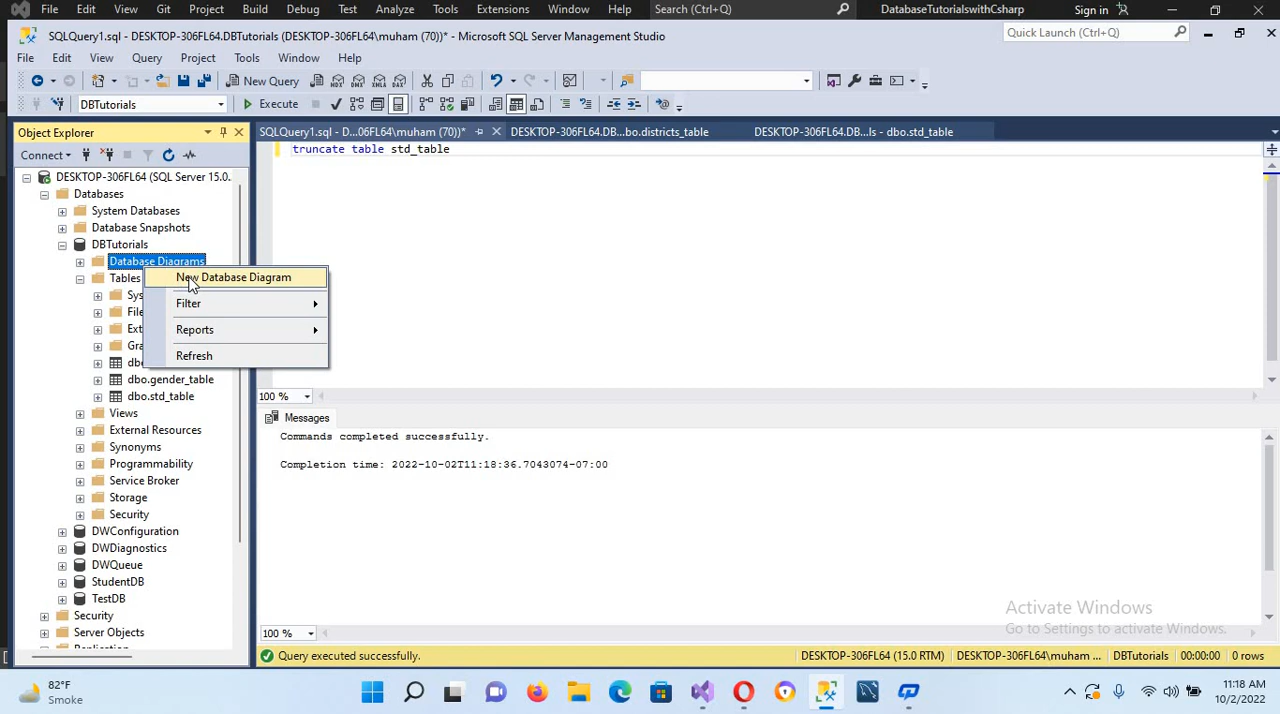 File Edit View Git Project Build Debug Test Analyze Tools Extensions Window Help Search (Ctrl+Q) DatabaseTutorialswithCsharp Sign in
SQLQuery1.sql - DESKTOP-306FL64.DBTutorials (DESKTOP-306FL64\muham (70))* - Microsoft SQL Server Management Studio Quick Launch (Ctrl+Q)
File Edit View Query Project Tools Window Help
New Query
DBTutorials Execute
Object Explorer SQLQuery1.sql - D...06FL64\muham (70))* DESKTOP-306FL64.DB...bo.districts_table DESKTOP-306FL64.DB...ls - dbo.std_table
Connect
truncate table std_table
DESKTOP-306FL64 (SQL Server 15.0.
Databases
System Databases
Database Snapshots
DBTutorials
Database Diagrams
Tables
New Database Diagram
Filter
Reports
Refresh
Sys
File
Ext
Gra
dbo.gender_table
dbo.std_table
Views
External Resources
Synonyms
Programmability
Service Broker
Storage
Security
DWConfiguration
DWDiagnostics
DWQueue
StudentDB
TestDB
Security
Server Objects
Replication
100 %
Messages
Commands completed successfully.
Completion time: 2022-10-02T11:18:36.7043074-07:00
Activate Windows
Go to Settings to activate Windows.
100 %
Query executed successfully. DESKTOP-306FL64 (15.0 RTM) DESKTOP-306FL64\muham ... DBTutorials 00:00:00 0 rows
82°F
Smoke
11:18 AM
10/2/2022